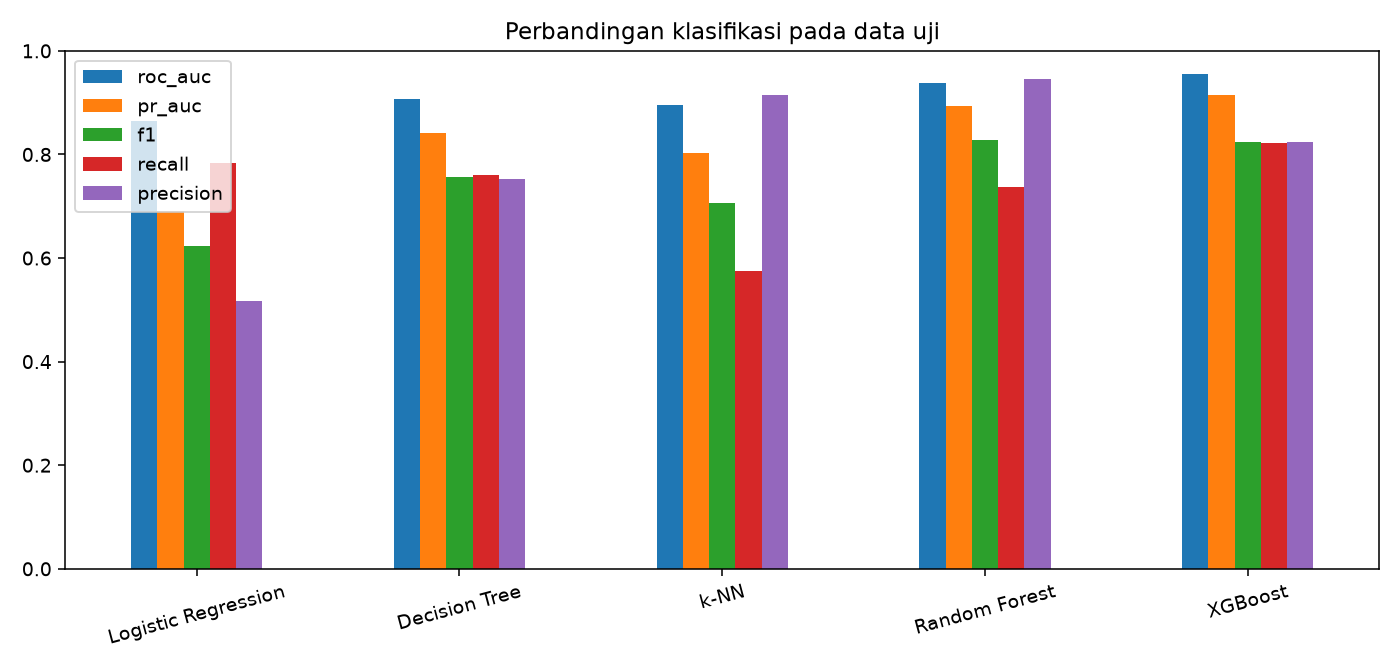 Perbandingan klasifikasi pada data uji
1.0
0.8
0.6
0.4
0.2
0.0
roc_auc
pr_auc
f1
recall
precision
Logistic Regression
Decision Tree
k-NN
Random Forest
XGBoost